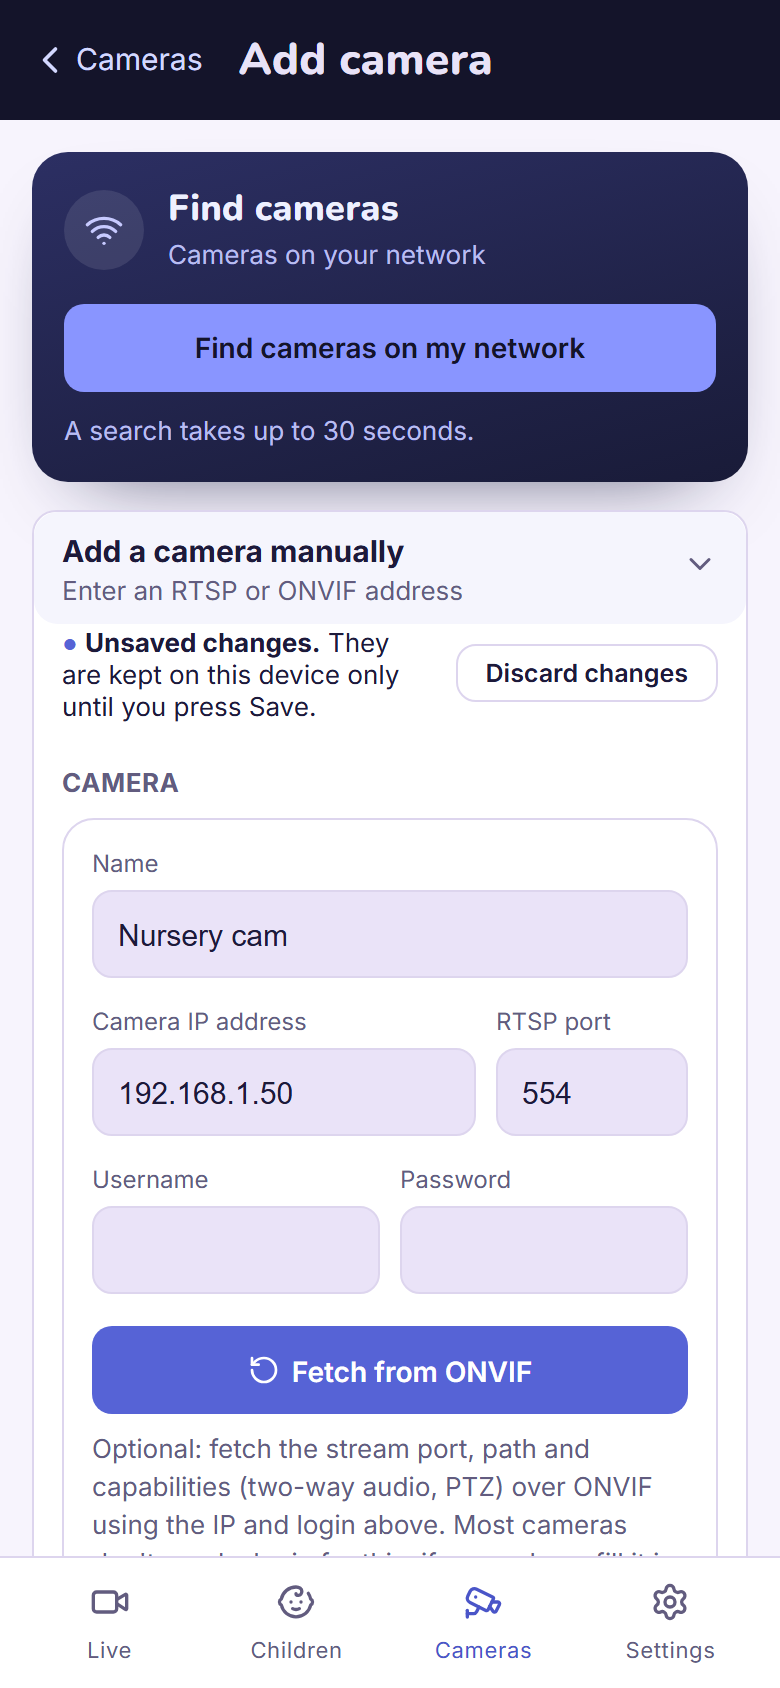 Cameras Add camera
Find cameras
Cameras on your network
Find cameras on my network
A search takes up to 30 seconds.
Add a camera manually
Enter an RTSP or ONVIF address
Unsaved changes. They
are kept on this device only
until you press Save.
Discard changes
CAMERA
Name
Nursery cam
Camera IP address RTSP port
192.168.1.50 554
Username Password
Fetch from ONVIF
Optional: fetch the stream port, path and
capabilities (two-way audio, PTZ) over ONVIF
using the IP and login above. Most cameras
Live Children Cameras Settings